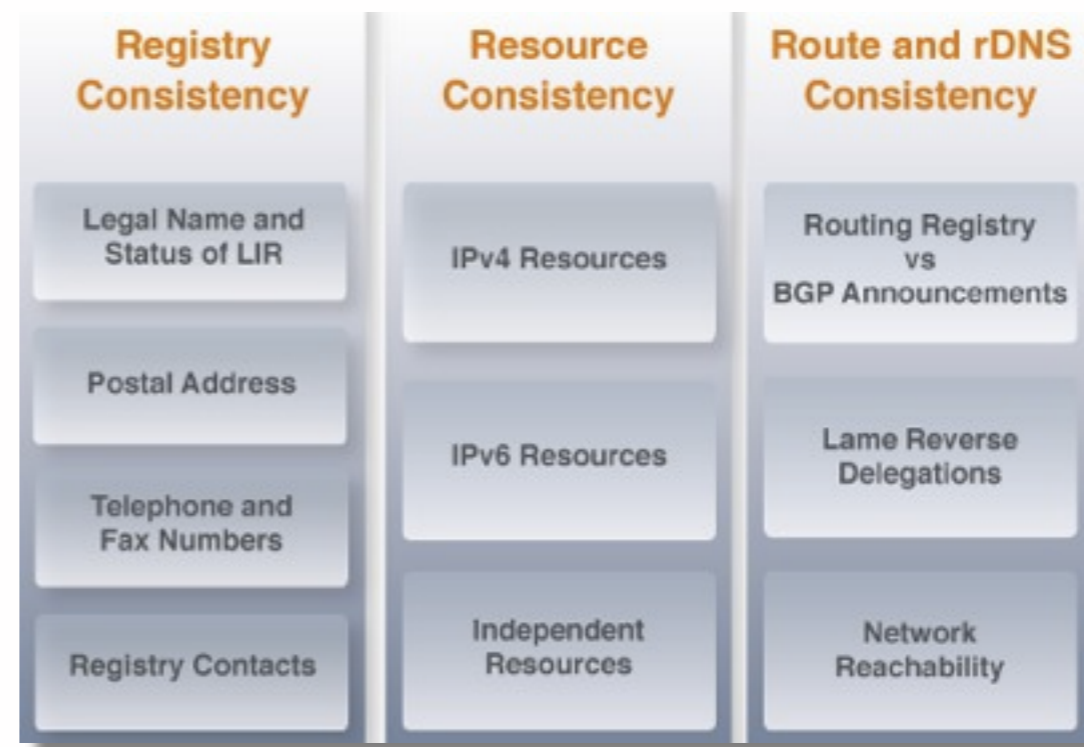 Registry
Consistency
Legal Name and
Status of LIR
Postal Address
Telephone and
Fax Numbers
Registry Contacts
Resource
Consistency
IPv4 Resources
IPv6 Resources
Independent
Resources
Route and rDNS
Consistency
Routing Registry
vs
BGP Announcements
Lame Reverse
Delegations
Network
Reachability